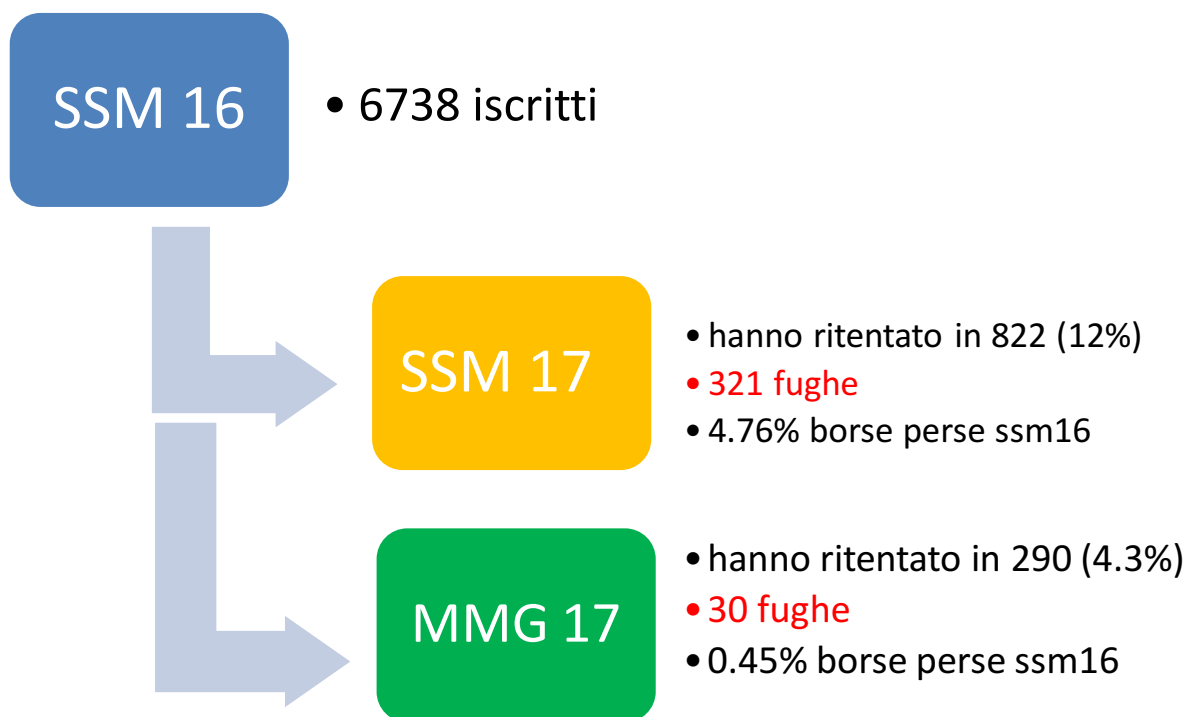 SSM 16
• 6738 iscritti
SSM 17
• hanno ritentato in 822 (12%)
• 321 fughe
• 4.76% borse perse ssm16
MMG 17
• hanno ritentato in 290 (4.3%)
• 30 fughe
• 0.45% borse perse ssm16